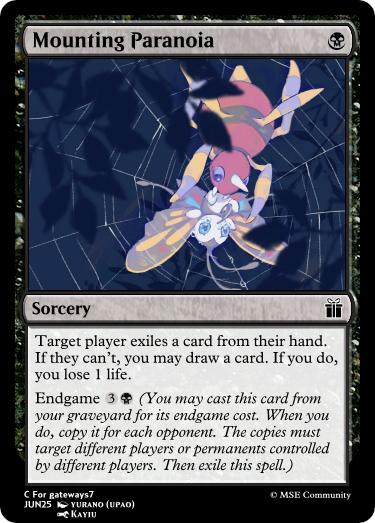 Mounting Paranoia
Sorcery
Target player exiles a card from their hand.
If they can't, you may draw a card. If you do,
you lose 1 life.
Endgame 3 (You may cast this card from
your graveyard for its endgame cost. When you
do, copy it for each opponent. The copies must
target different players or permanents controlled
by different players. Then exile this spell.)
C For gateways7
© MSE Community
JUN25 YURANO (UPAO)
KAYIU